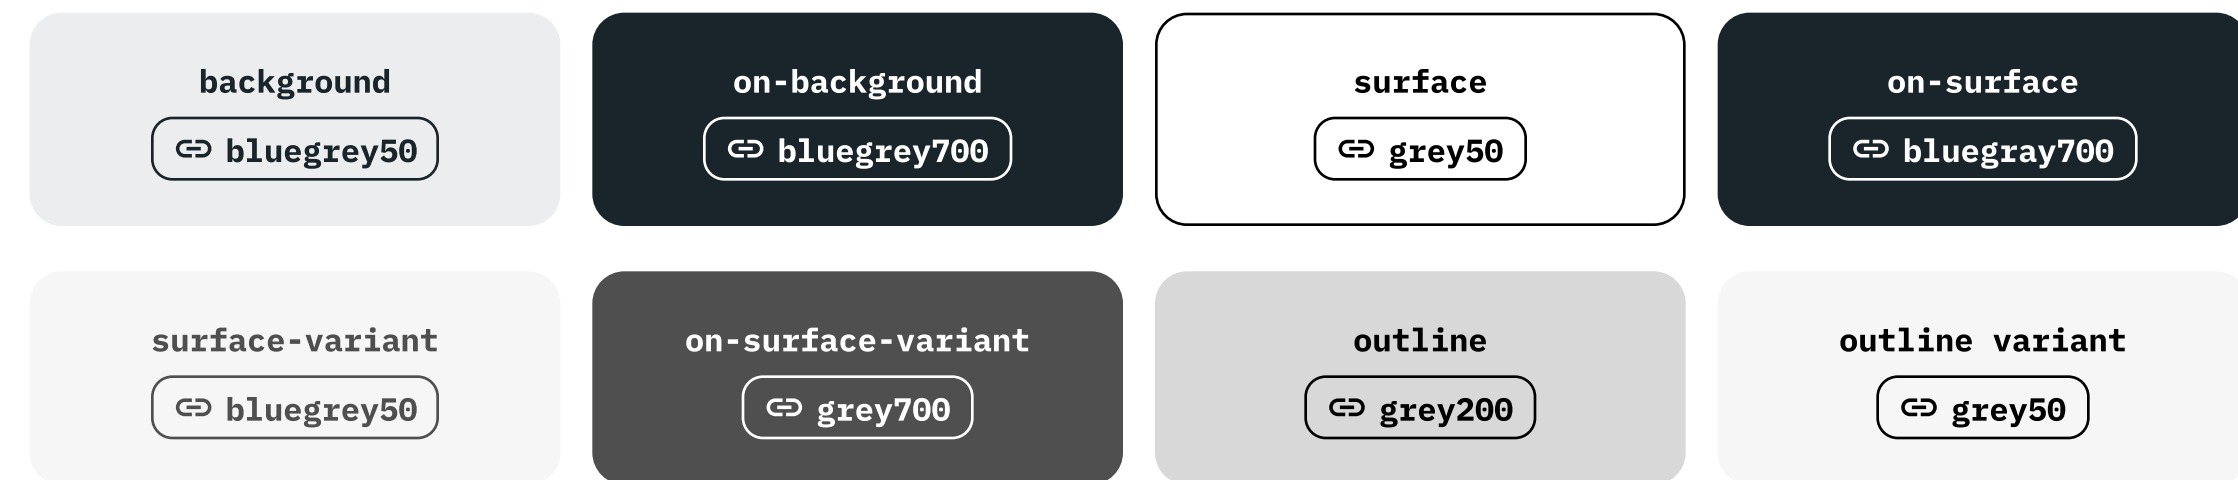 background
bluegrey50
on-background
bluegrey700
surface
grey50
on-surface
bluegray700
surface-variant
bluegrey50
on-surface-variant
grey700
outline
grey200
outline variant
grey50